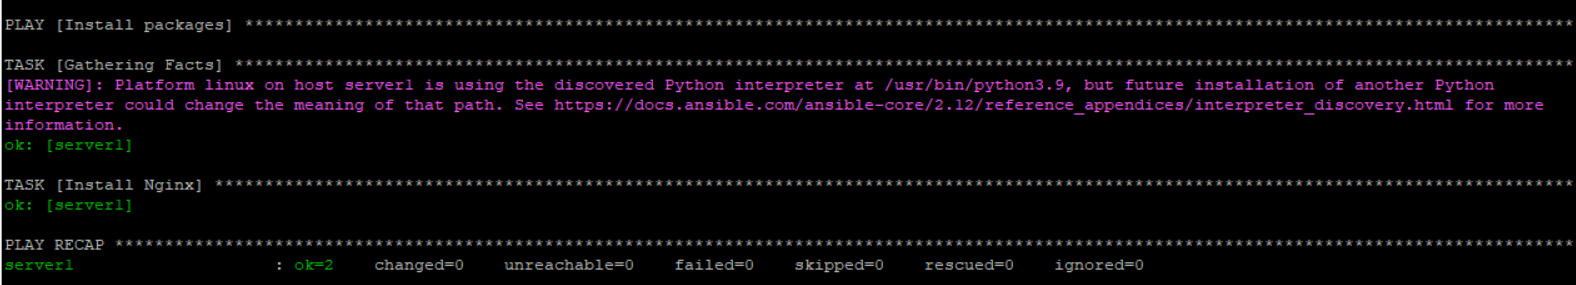 PLAY [Install packages] *************************************************************************************************************************************
TASK [Gathering Facts] **************************************************************************************************************************************
[WARNING]: Platform linux on host server1 is using the discovered Python interpreter at /usr/bin/python3.9, but future installation of another Python
interpreter could change the meaning of that path. See https://docs.ansible.com/ansible-core/2.12/reference_appendices/interpreter_discovery.html for more
information.
ok: [server1]
TASK [Install Nginx] ****************************************************************************************************************************************
ok: [server1]
PLAY RECAP **************************************************************************************************************************************************
server1                    : ok=2    changed=0    unreachable=0    failed=0    skipped=0    rescued=0    ignored=0